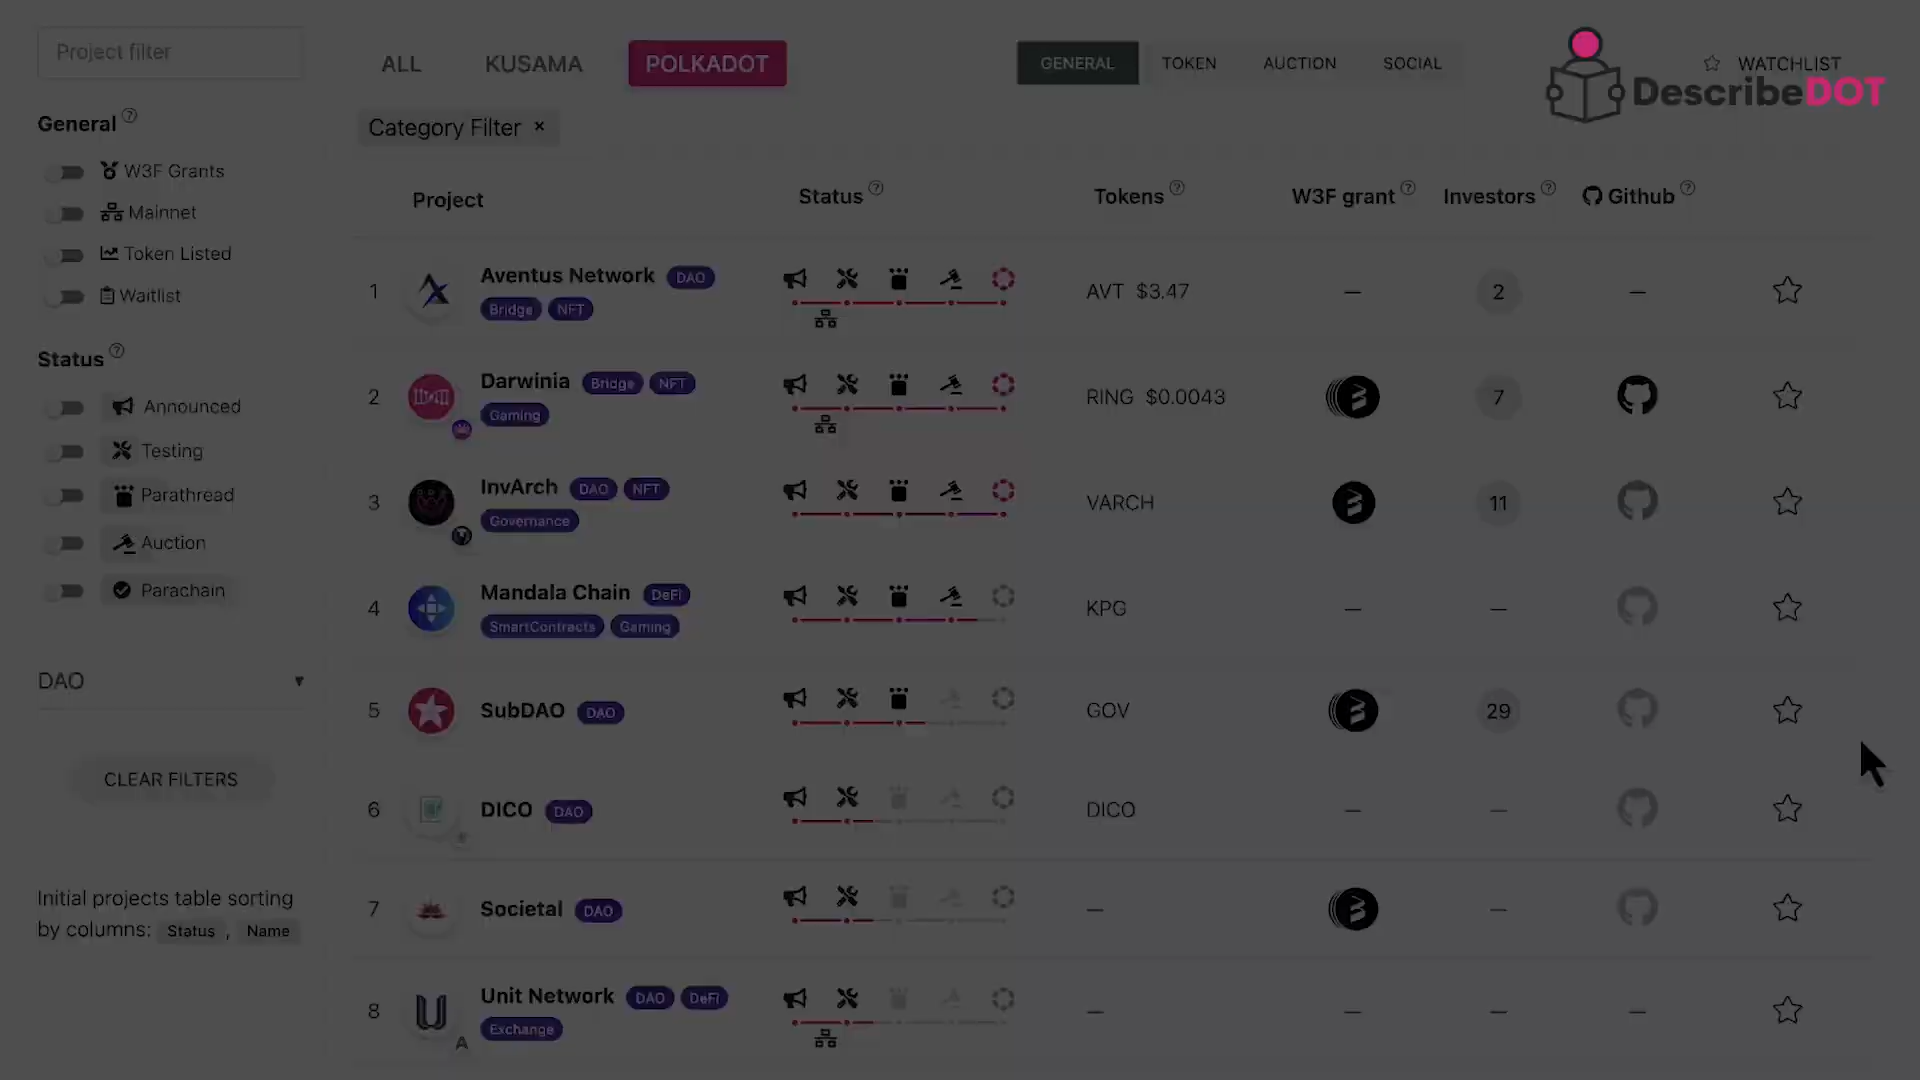 Project filter
ALL
KUSAMA
POLKADOT
GENERAL
TOKEN
AUCTION
SOCIAL
WATCHLIST
DescribeDOT
Category Filter ×
General ?
W3F Grants
Mainnet
Token Listed
Waitlist
Status ?
Announced
Testing
Parathread
Auction
Parachain
DAO
CLEAR FILTERS
Initial projects table sorting
by columns: Status , Name
Project Status ? Tokens ? W3F grant ? Investors ? Github ?
1 Aventus Network DAO AVT $3.47 — 2 —
Bridge NFT
2 Darwinia Bridge NFT RING $0.0043 7
Gaming
3 InvArch DAO NFT VARCH 11
Governance
4 Mandala Chain DeFi KPG — —
SmartContracts Gaming
5 SubDAO DAO GOV 29
6 DICO DAO DICO — —
7 Societal DAO — —
8 Unit Network DAO DeFi — — — —
Exchange